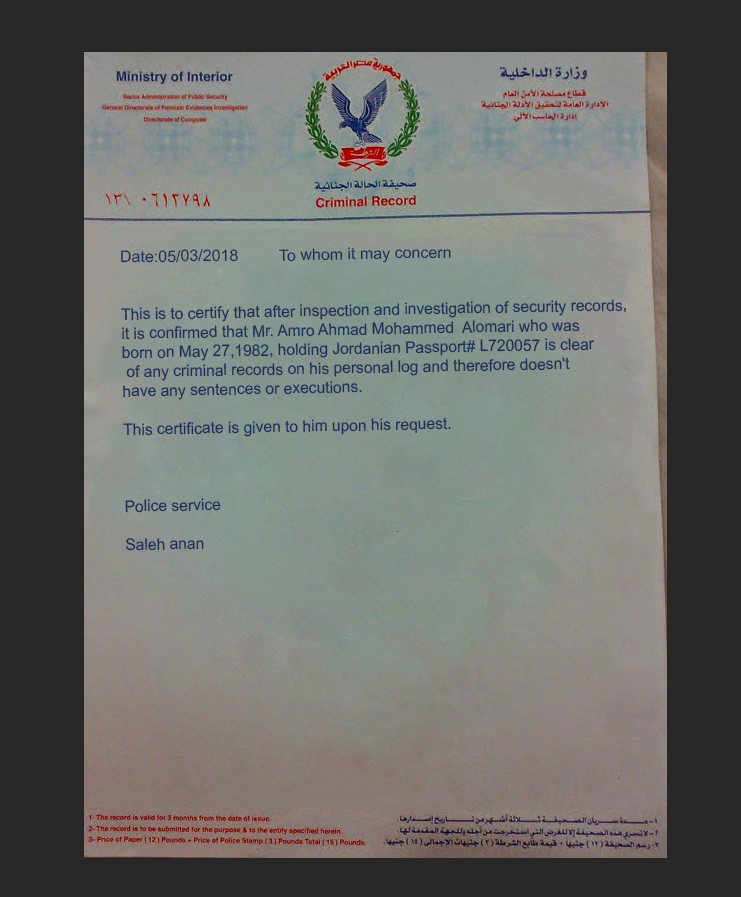 Ministry of Interior
Sector Administration of Public Security
General Directorate of Forensic Evidences Investigation
Directorate of Computer
جمهورية مصر العربية
الشرطة
وزارة الداخلية
قطاع مصلحة الأمن العام
الإدارة العامة لتحقيق الأدلة الجنائية
إدارة الحاسب الآلي
صحيفة الحالة الجنائية
Criminal Record
١٣١ ٠٦١٢٧٩٨
Date:05/03/2018 To whom it may concern
This is to certify that after inspection and investigation of security records,
it is confirmed that Mr. Amro Ahmad Mohammed Alomari who was
born on May 27,1982, holding Jordanian Passport# L720057 is clear
of any criminal records on his personal log and therefore doesn't
have any sentences or executions.
This certificate is given to him upon his request.
Police service
Saleh anan
1- The record is valid for 3 months from the date of issue.
2- The record is to be submitted for the purpose & to the entity specified herein.
3- Price of Paper ( 12 ) Pounds + Price of Police Stamp ( 3 ) Pounds Total ( 15 ) Pounds.
١- مدة سريان الصحيفة ثلاثة أشهر من تاريخ إصدارها.
٢- لا تسري هذه الصحيفة إلا للغرض التي استخرجت من أجله وللجهة المقدمة لها.
٣- رسم الصحيفة (١٢) جنيها + قيمة طابع الشرطة (٣) جنيهات الإجمالي (١٥) جنيها.